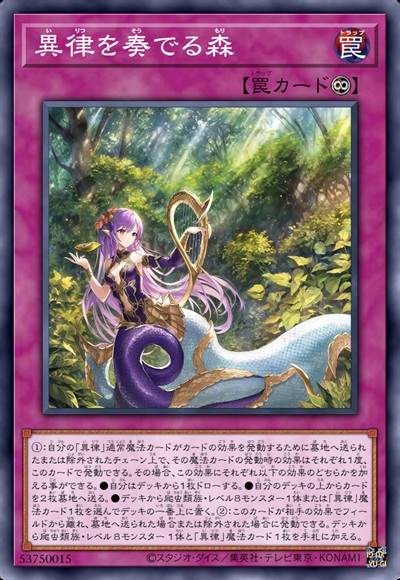 異律を奏でる森
罠
【罠カード】
①:自分の「異律」通常魔法カードがカードの効果を発動するために墓地へ送られ
たまたは除外されたチェーン上で、その魔法カードの発動時の効果はそれぞれ1度、
このカードで発動できる。その場合、この効果にそれぞれ以下のどちらかを加
える事ができる。●自分はデッキから1枚ドローする。●自分のデッキの上からカード
を2枚墓地へ送る。●デッキから爬虫類族・レベル8モンスター1体または「異律」魔法
カード1枚を選んでデッキの一番上に置く。②:このカードが相手の効果でフィ
ールドから離れ、墓地へ送られた場合または除外された場合に発動できる。デッキか
ら爬虫類族・レベル8モンスター1体と「異律」魔法カード1枚を手札に加える。
53750015
©スタジオ・ダイス/集英社・テレビ東京・KONAMI